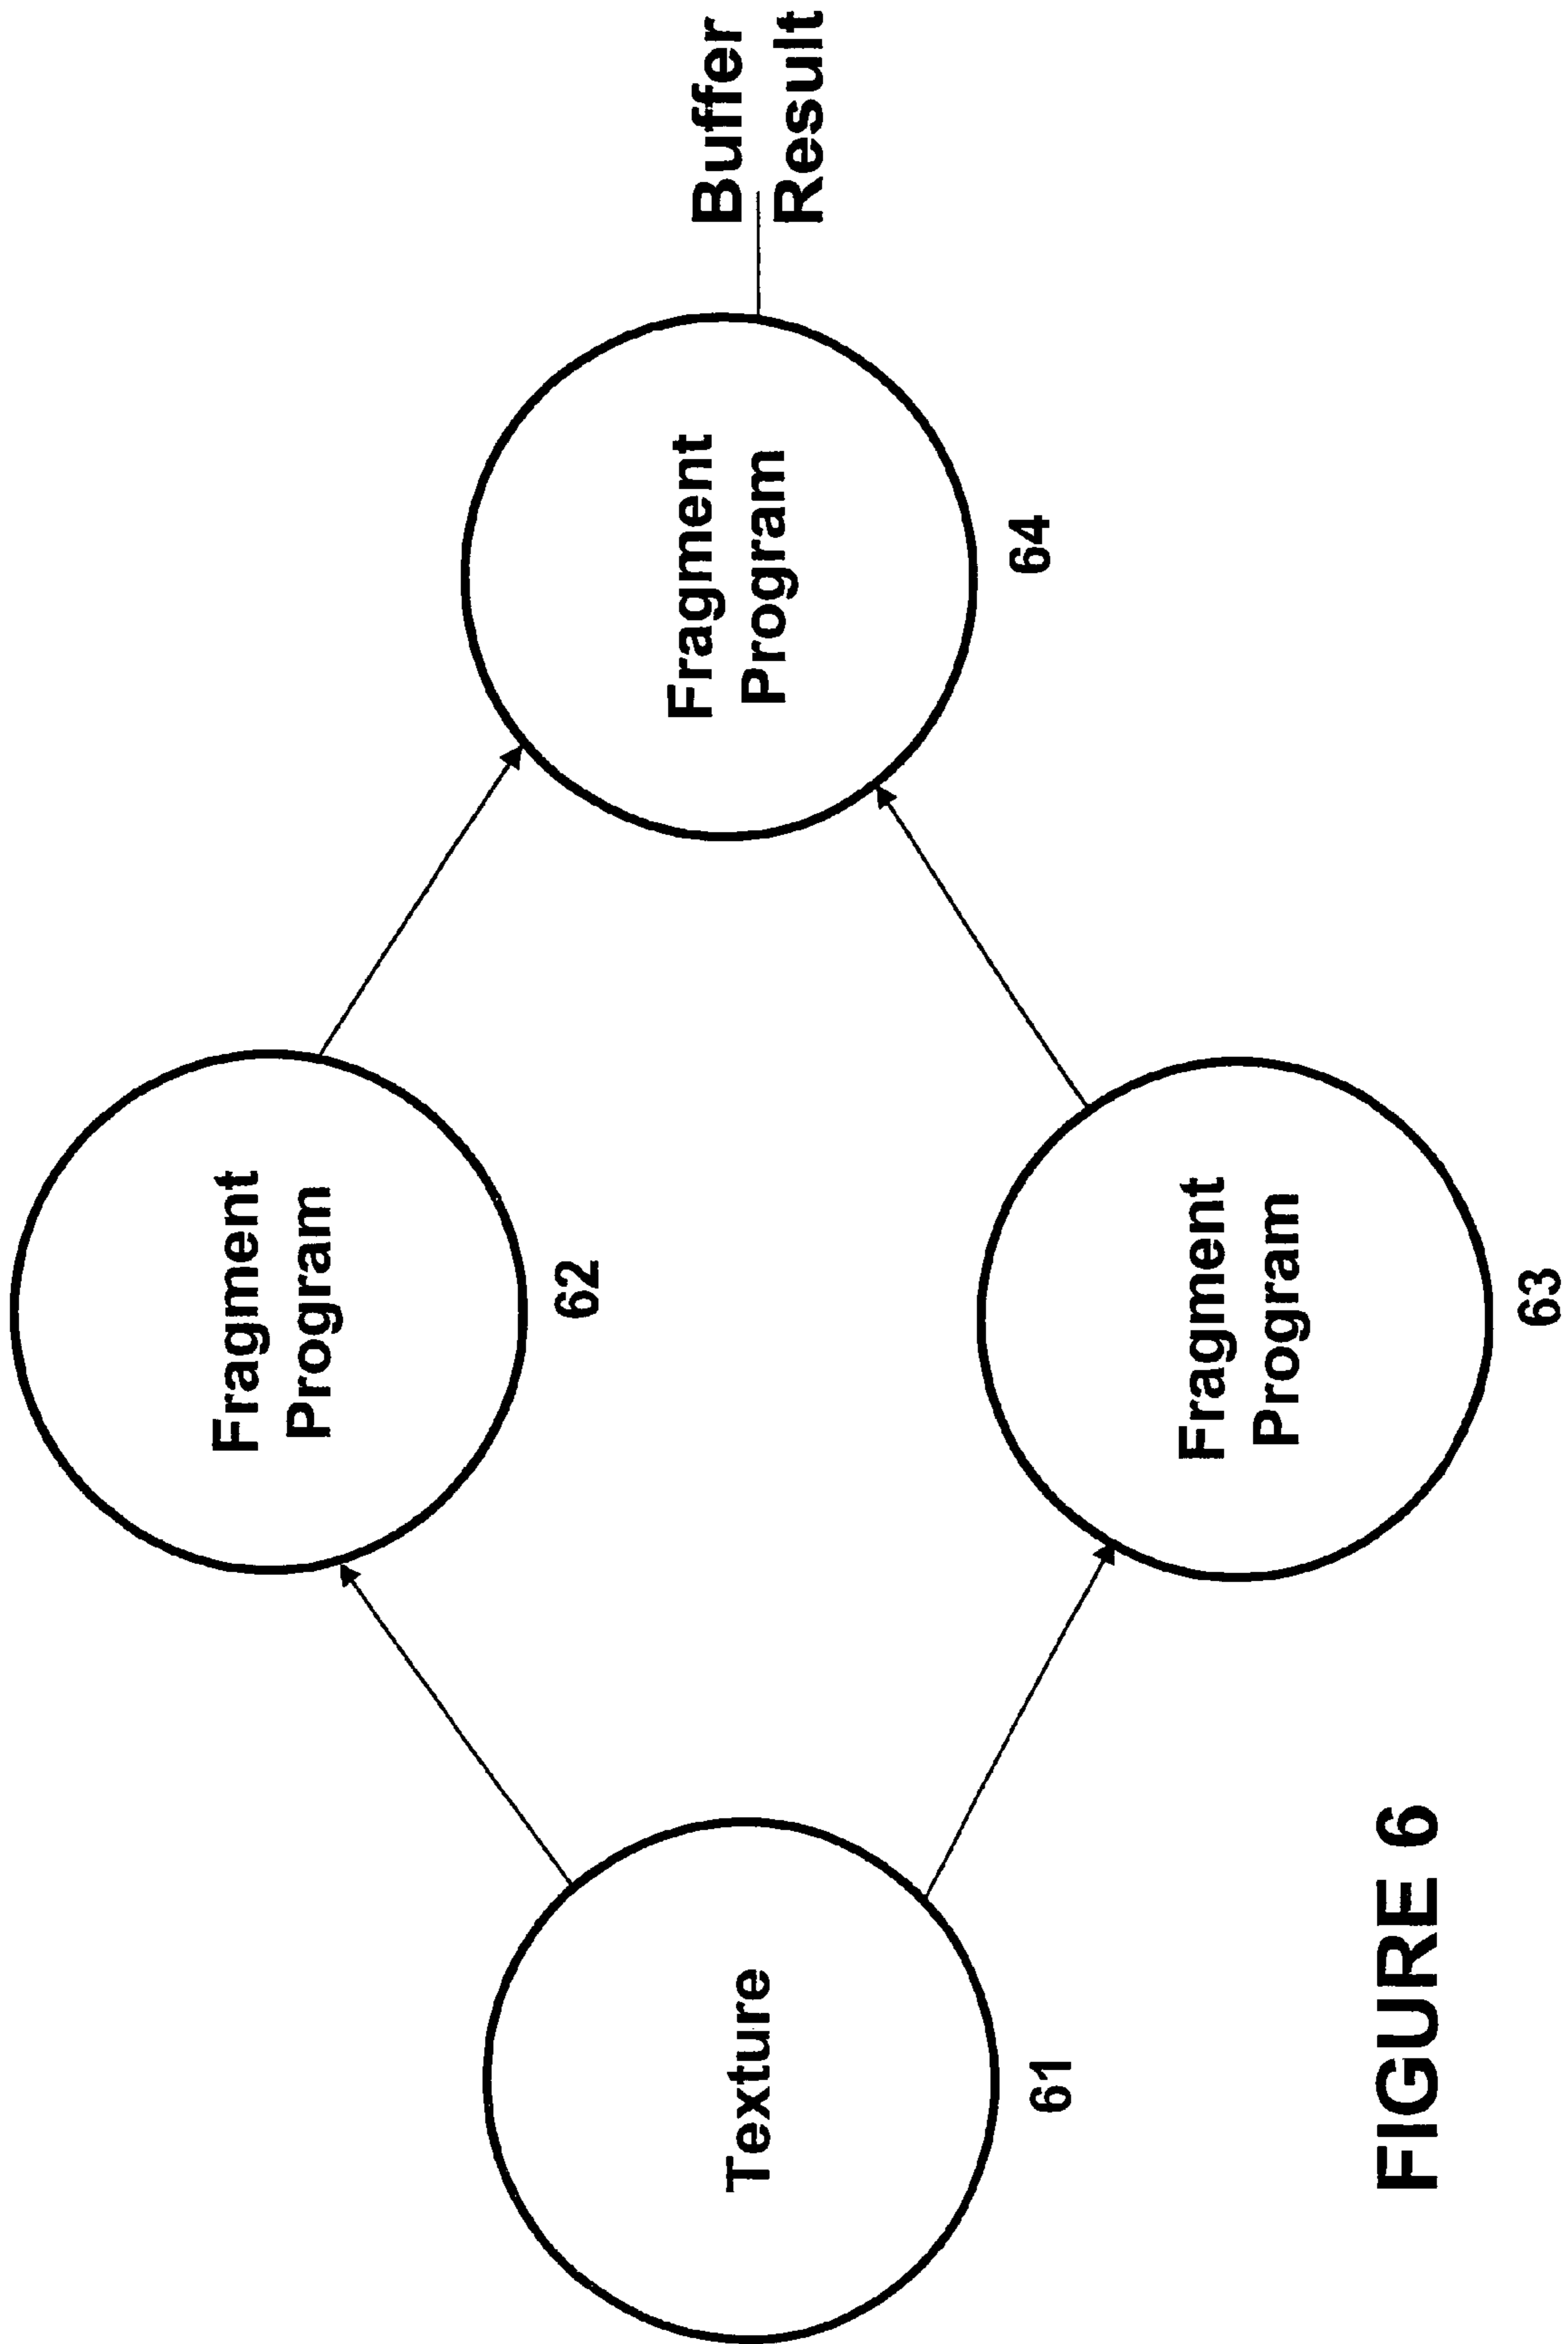 Texture
61
Fragment
Program
62
Fragment
Program
63
Fragment
Program
64
Buffer
Result
FIGURE 6